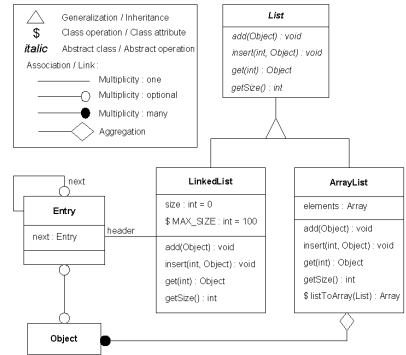 Generalization / Inheritance
$ Class operation / Class attribute
italic Abstract class / Abstract operation
Association / Link :
Multiplicity : one
Multiplicity : optional
Multiplicity : many
Aggregation
List
add(Object) : void
insert(int, Object) : void
get(int) : Object
getSize() : int
next
Entry
next : Entry
header
LinkedList
size : int = 0
$ MAX_SIZE : int = 100
add(Object) : void
insert(int, Object) : void
get(int) : Object
getSize() : int
ArrayList
elements : Array
add(Object) : void
insert(int, Object) : void
get(int) : Object
getSize() : int
$ listToArray(List) : Array
Object